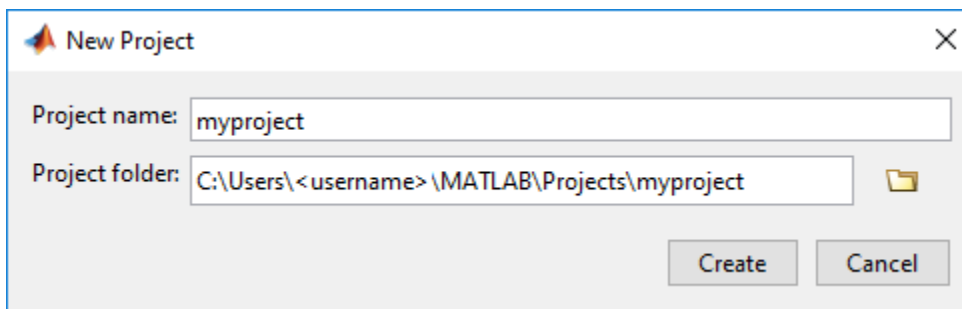 New Project
Project name: myproject
Project folder: C:\Users\<username>\MATLAB\Projects\myproject
Create Cancel